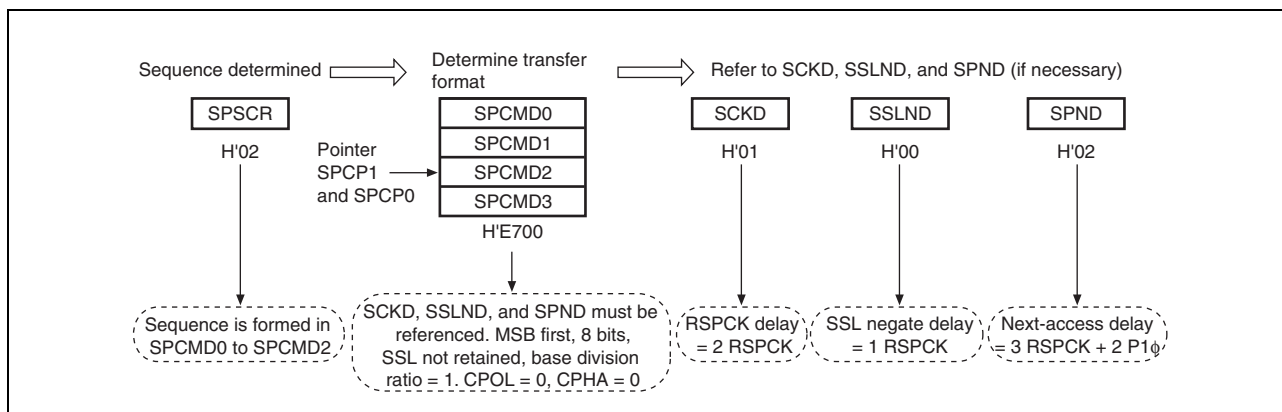 Sequence determined
Determine transfer
format
Refer to SCKD, SSLND, and SPND (if necessary)
SPSCR
H'02
Pointer
SPCP1
and SPCP0
SPCMD0
SPCMD1
SPCMD2
SPCMD3
H'E700
SCKD
H'01
SSLND
H'00
SPND
H'02
Sequence is formed in
SPCMD0 to SPCMD2
SCKD, SSLND, and SPND must be
referenced. MSB first, 8 bits,
SSL not retained, base division
ratio = 1. CPOL = 0, CPHA = 0
RSPCK delay
= 2 RSPCK
SSL negate delay
= 1 RSPCK
Next-access delay
= 3 RSPCK + 2 P1ϕ